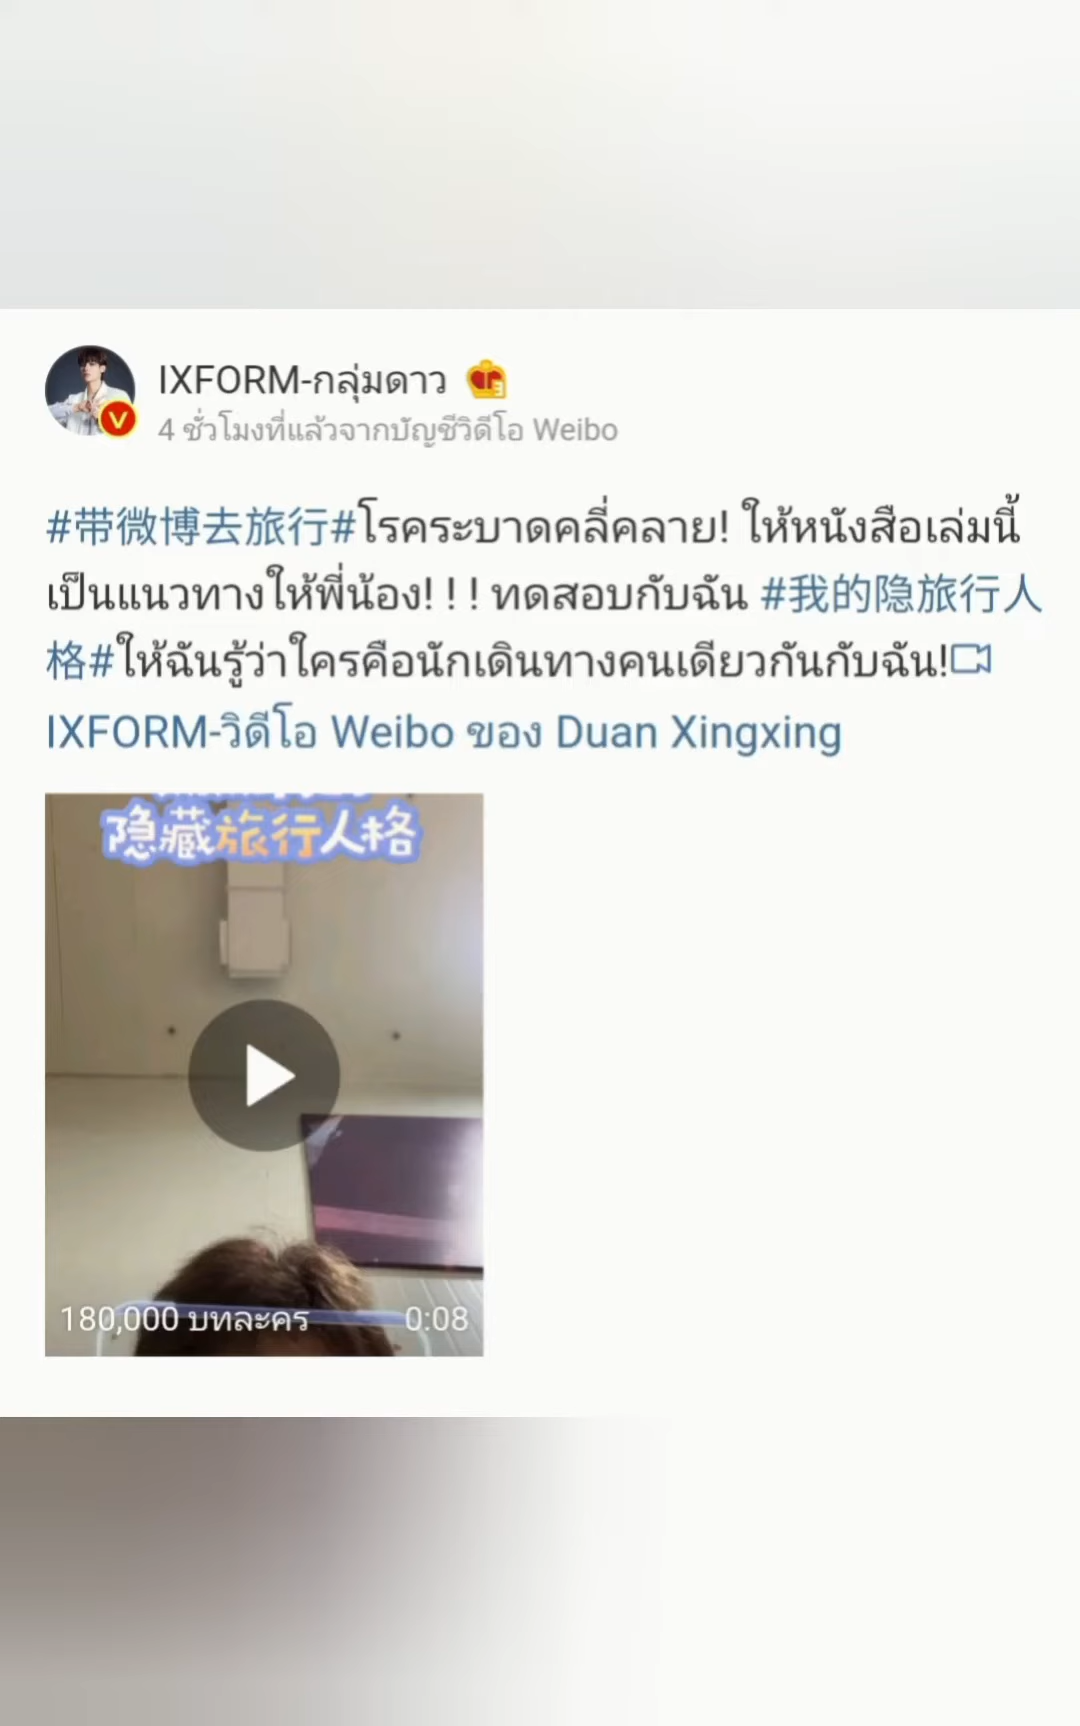 IXFORM-กลุ่มดาว
4 ชั่วโมงที่แล้วจากบัญชีวิดีโอ Weibo
#带微博去旅行#โรคระบาดคลี่คลาย! ให้หนังสือเล่มนี้
เป็นแนวทางให้พี่น้อง! ! ! ทดสอบกับฉัน #我的隐旅行人
格#ให้ฉันรู้ว่าใครคือนักเดินทางคนเดียวกันกับฉัน!
IXFORM-วิดีโอ Weibo ของ Duan Xingxing
隐藏旅行人格
180,000 บทละคร 0:08